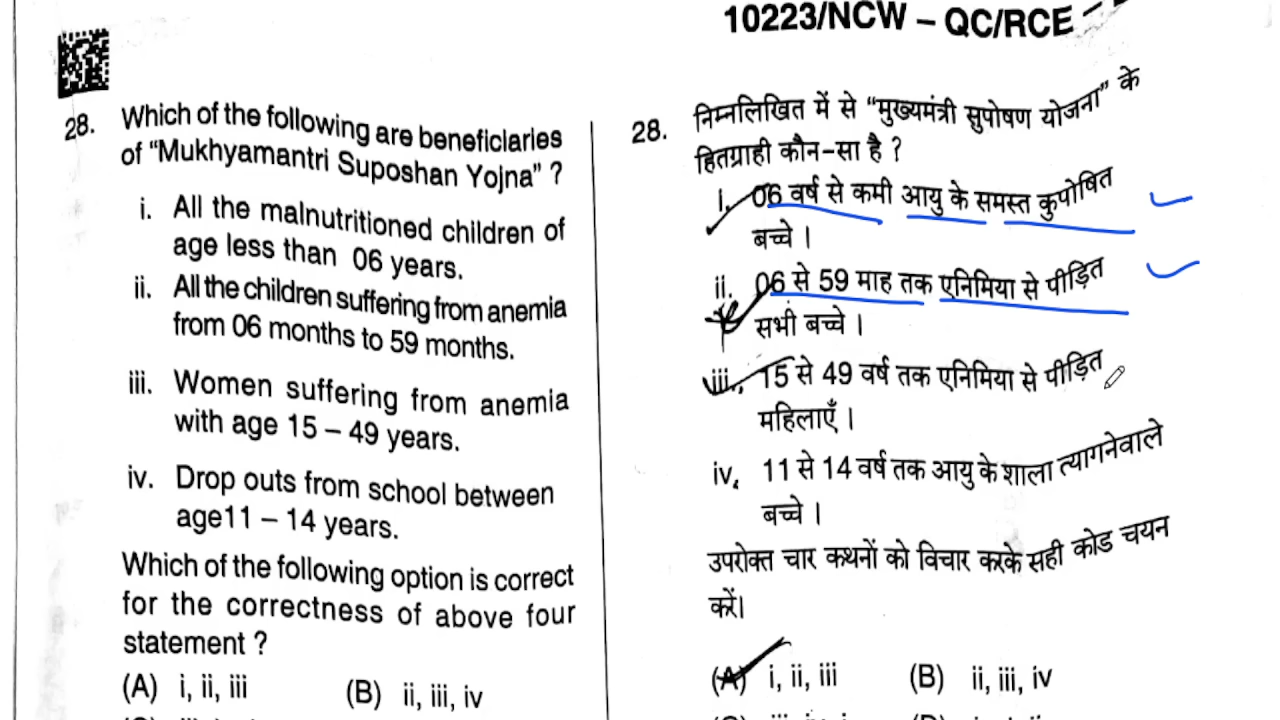 10223/NCW – QC/RCE –
28. Which of the following are beneficiaries
of "Mukhyamantri Suposhan Yojna" ?
i. All the malnutritioned children of
age less than 06 years.
ii. All the children suffering from anemia
from 06 months to 59 months.
iii. Women suffering from anemia
with age 15 – 49 years.
iv. Drop outs from school between
age11 – 14 years.
Which of the following option is correct
for the correctness of above four
statement ?
(A) i, ii, iii (B) ii, iii, iv
28. निम्नलिखित में से “मुख्यमंत्री सुपोषण योजना” के
हितग्राही कौन-सा है ?
i. 06 वर्ष से कमी आयु के समस्त कुपोषित
बच्चे ।
ii. 06 से 59 माह तक एनिमिया से पीड़ित
सभी बच्चे ।
iii. 15 से 49 वर्ष तक एनिमिया से पीड़ित
महिलाएँ ।
iv. 11 से 14 वर्ष तक आयु के शाला त्यागनेवाले
बच्चे ।
उपरोक्त चार कथनों को विचार करके सही कोड चयन
करें।
(A) i, ii, iii (B) ii, iii, iv